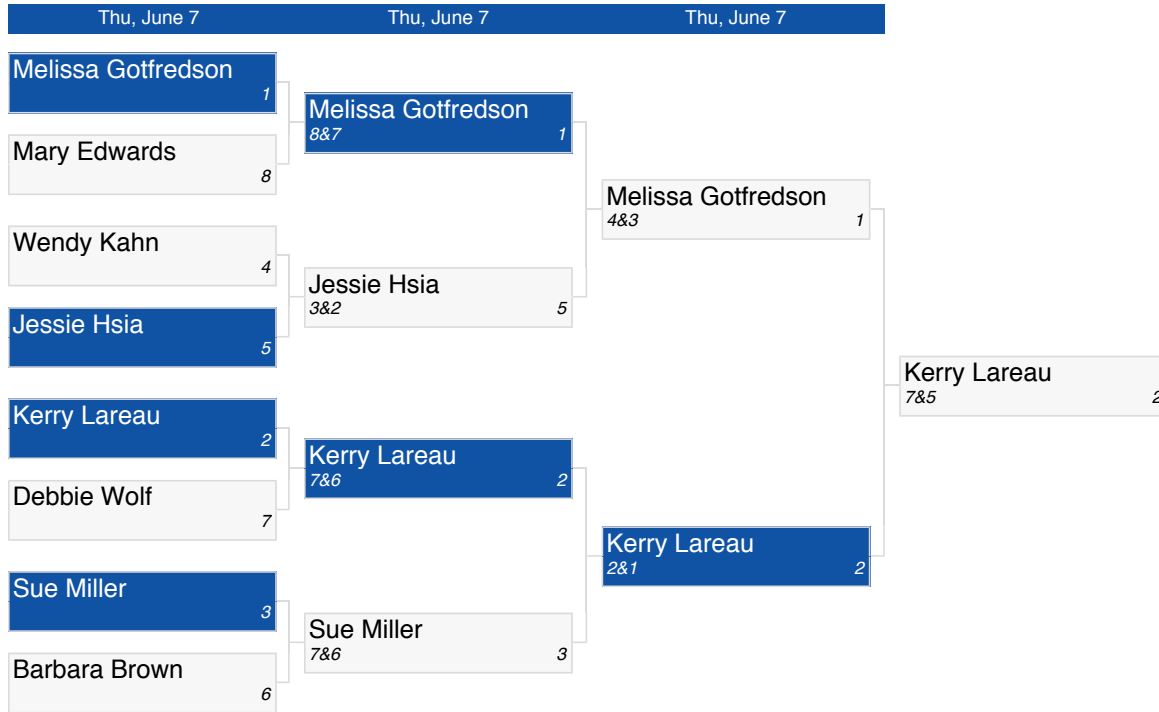 Thu, June 7
Thu, June 7
Thu, June 7
Melissa Gotfredson
1
Mary Edwards
8
Wendy Kahn
4
Jessie Hsia
5
Kerry Lareau
2
Debbie Wolf
7
Sue Miller
3
Barbara Brown
6
Melissa Gotfredson
8&7 1
Jessie Hsia
3&2 5
Kerry Lareau
7&6 2
Sue Miller
7&6 3
Melissa Gotfredson
4&3 1
Kerry Lareau
2&1 2
Kerry Lareau
7&5 2